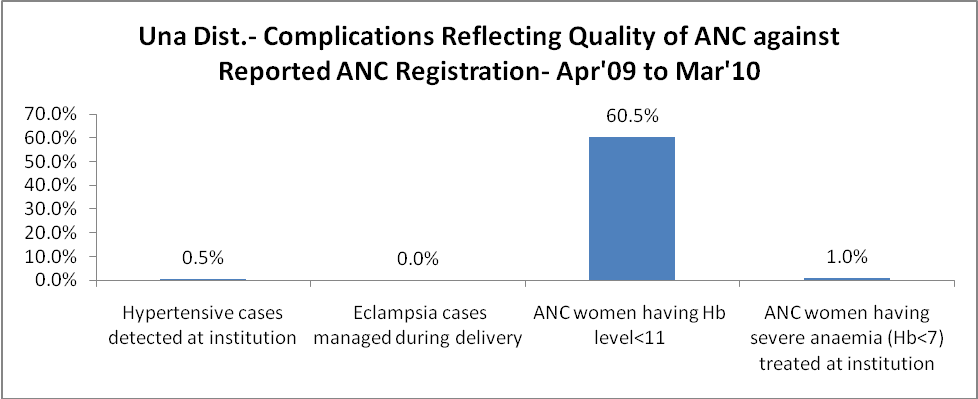 Una Dist.- Complications Reflecting Quality of ANC against
Reported ANC Registration- Apr'09 to Mar'10
70.0%
60.0%
50.0%
40.0%
30.0%
20.0%
10.0%
0.0%
0.5%
0.0%
60.5%
1.0%
Hypertensive cases
detected at institution
Eclampsia cases
managed during delivery
ANC women having Hb
level<11
ANC women having
severe anaemia (Hb<7)
treated at institution